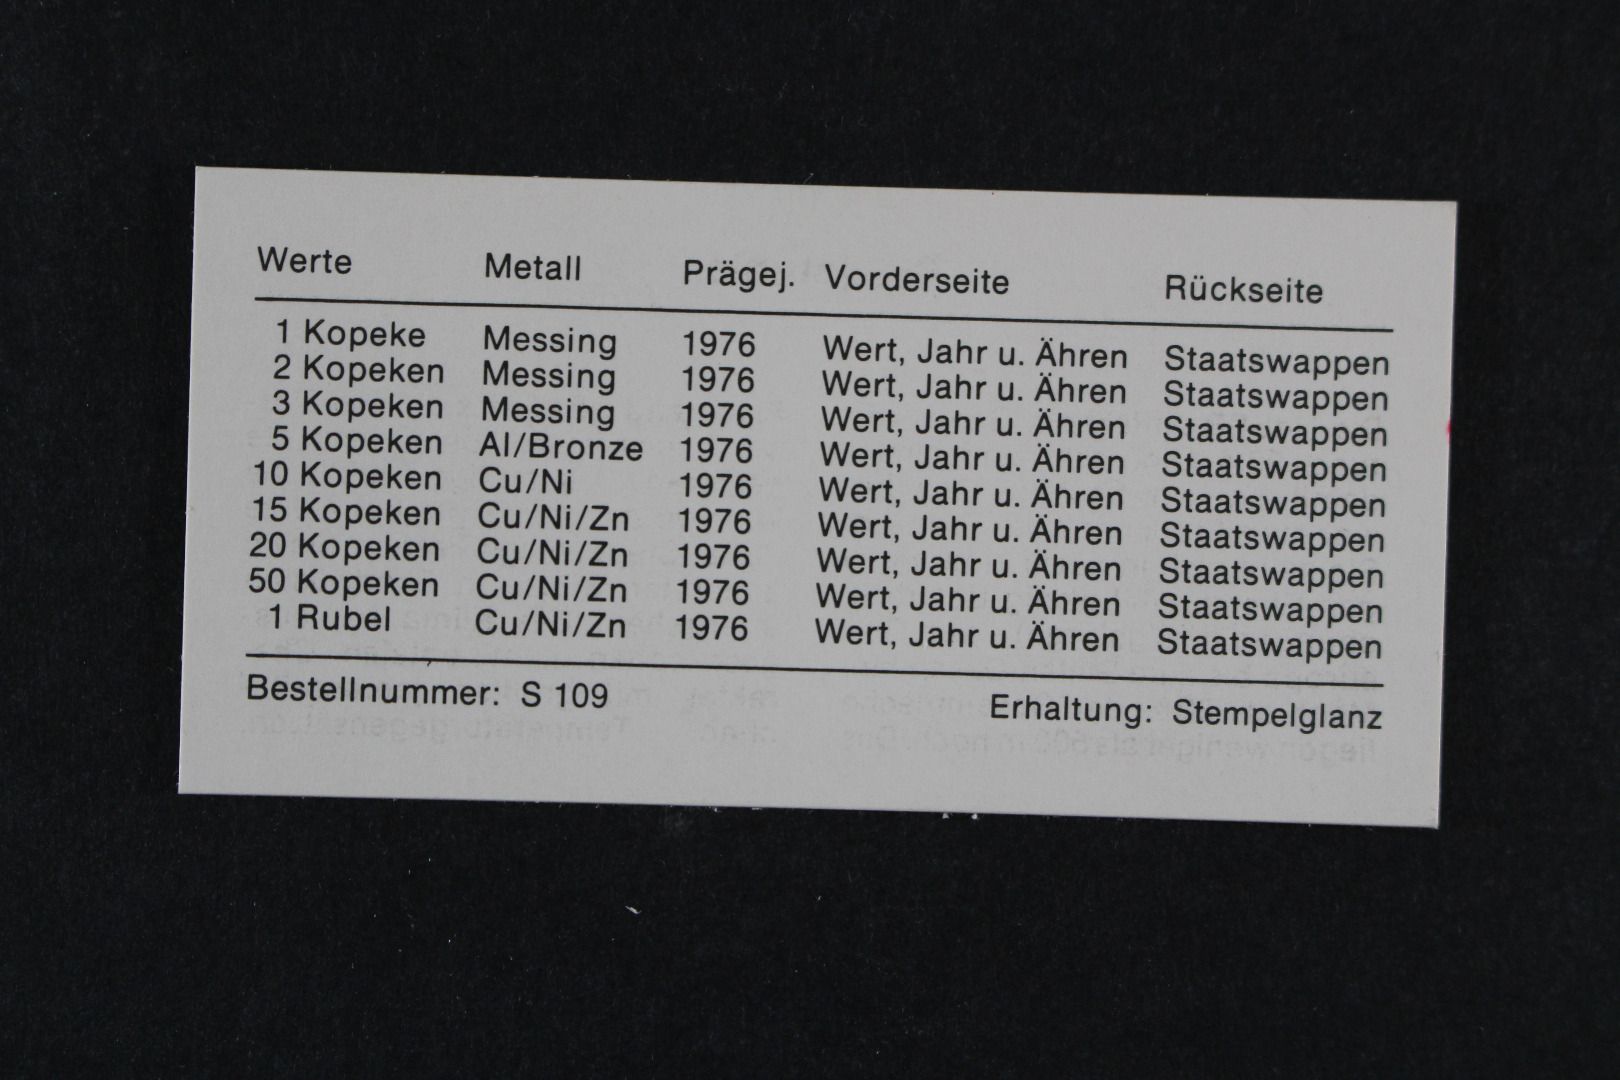 Werte Metall Prägej. Vorderseite Rückseite
1 Kopeke Messing 1976 Wert, Jahr u. Ähren Staatswappen
2 Kopeken Messing 1976 Wert, Jahr u. Ähren Staatswappen
3 Kopeken Messing 1976 Wert, Jahr u. Ähren Staatswappen
5 Kopeken Al/Bronze 1976 Wert, Jahr u. Ähren Staatswappen
10 Kopeken Cu/Ni 1976 Wert, Jahr u. Ähren Staatswappen
15 Kopeken Cu/Ni/Zn 1976 Wert, Jahr u. Ähren Staatswappen
20 Kopeken Cu/Ni/Zn 1976 Wert, Jahr u. Ähren Staatswappen
50 Kopeken Cu/Ni/Zn 1976 Wert, Jahr u. Ähren Staatswappen
1 Rubel Cu/Ni/Zn 1976 Wert, Jahr u. Ähren Staatswappen
Bestellnummer: S 109 Erhaltung: Stempelglanz